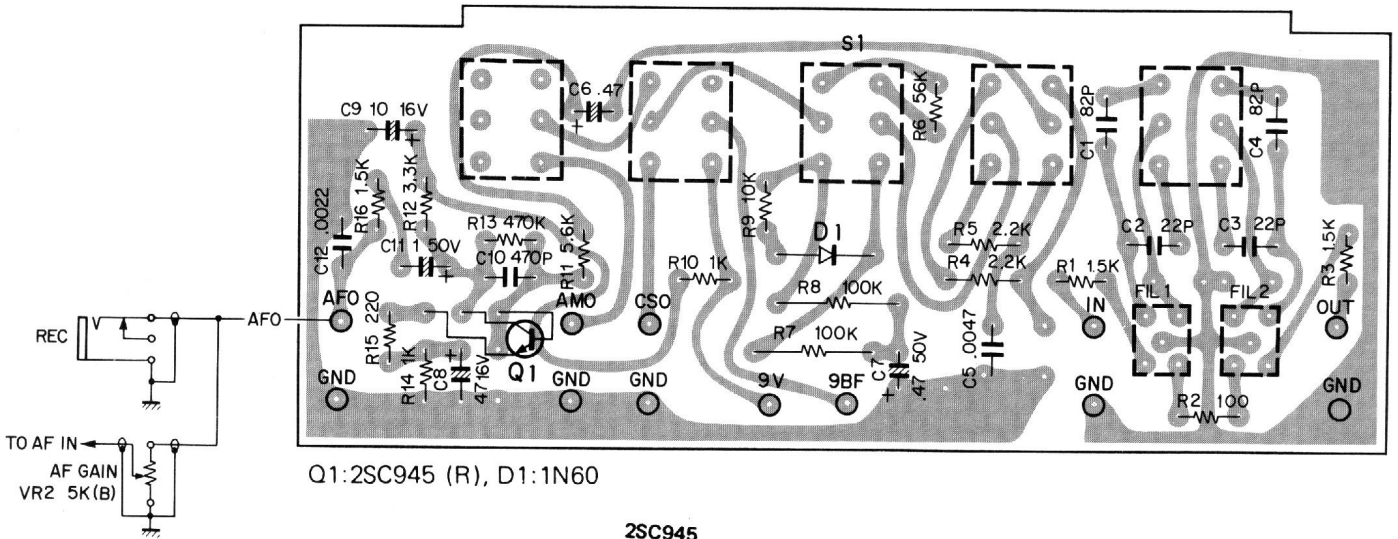 S1
C6 .47
+
C9 10 16V
+
R6 56K
C1 82P
C4 82P
C12 .0022
R16 1.5K
R12 3.3K
R13 470K
C11 1 50V
+
C10 470P
R11 5.6K
R9 10K
D1
R5 2.2K
R4 2.2K
R10 1K
R8 100K
R7 100K
R1 1.5K
C2 22P
C3 22P
R3 1.5K
FIL1
FIL2
AFO
AMO
CSO
IN
OUT
REC
V
AFO
R15 220
R14 1K
C8 4.7 16V
+
Q1
C7 .47 50V
+
C5 .0047
GND
GND
GND
9V
9BF
GND
R2 100
GND
TO AF IN
AF GAIN
VR2 5K(B)
Q1:2SC945 (R), D1:1N60
2SC945